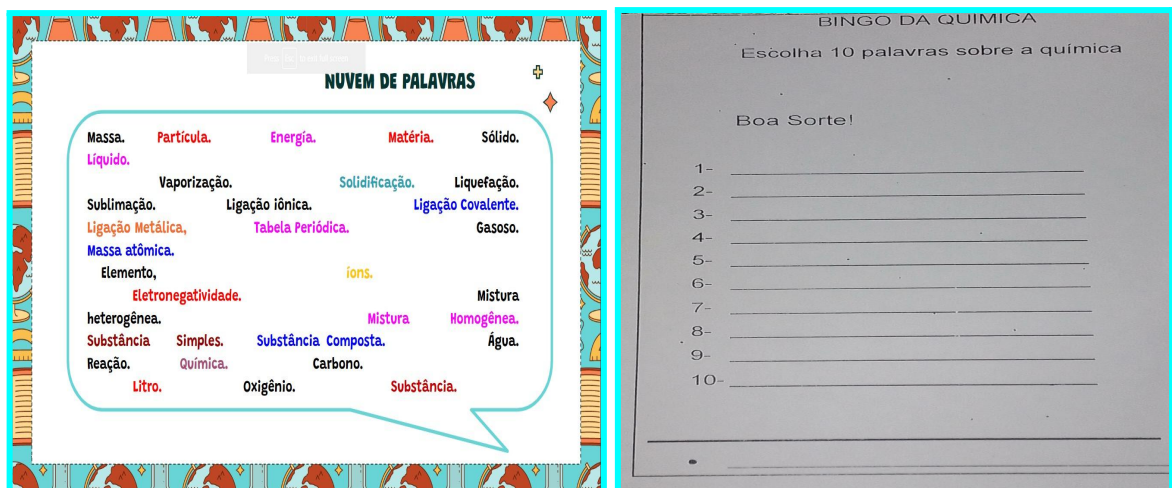 NUVEM DE PALAVRAS
Massa. Partícula. Energía. Matéria. Sólido.
Líquido.
Vaporização. Solidificação. Liquefação.
Sublimação. Ligação iônica. Ligação Covalente.
Ligação Metálica, Tabela Periódica. Gasoso.
Massa atômica.
Elemento, íons.
Eletronegatividade. Mistura
heterogênea. Mistura Homogênea.
Substância Simples. Substância Composta. Água.
Reação. Química. Carbono.
Litro. Oxigênio. Substância.
BINGO DA QUIMICA
Escolha 10 palavras sobre a química
Boa Sorte!
1-
2-
3-
4-
5-
6-
7-
8-
9-
10-